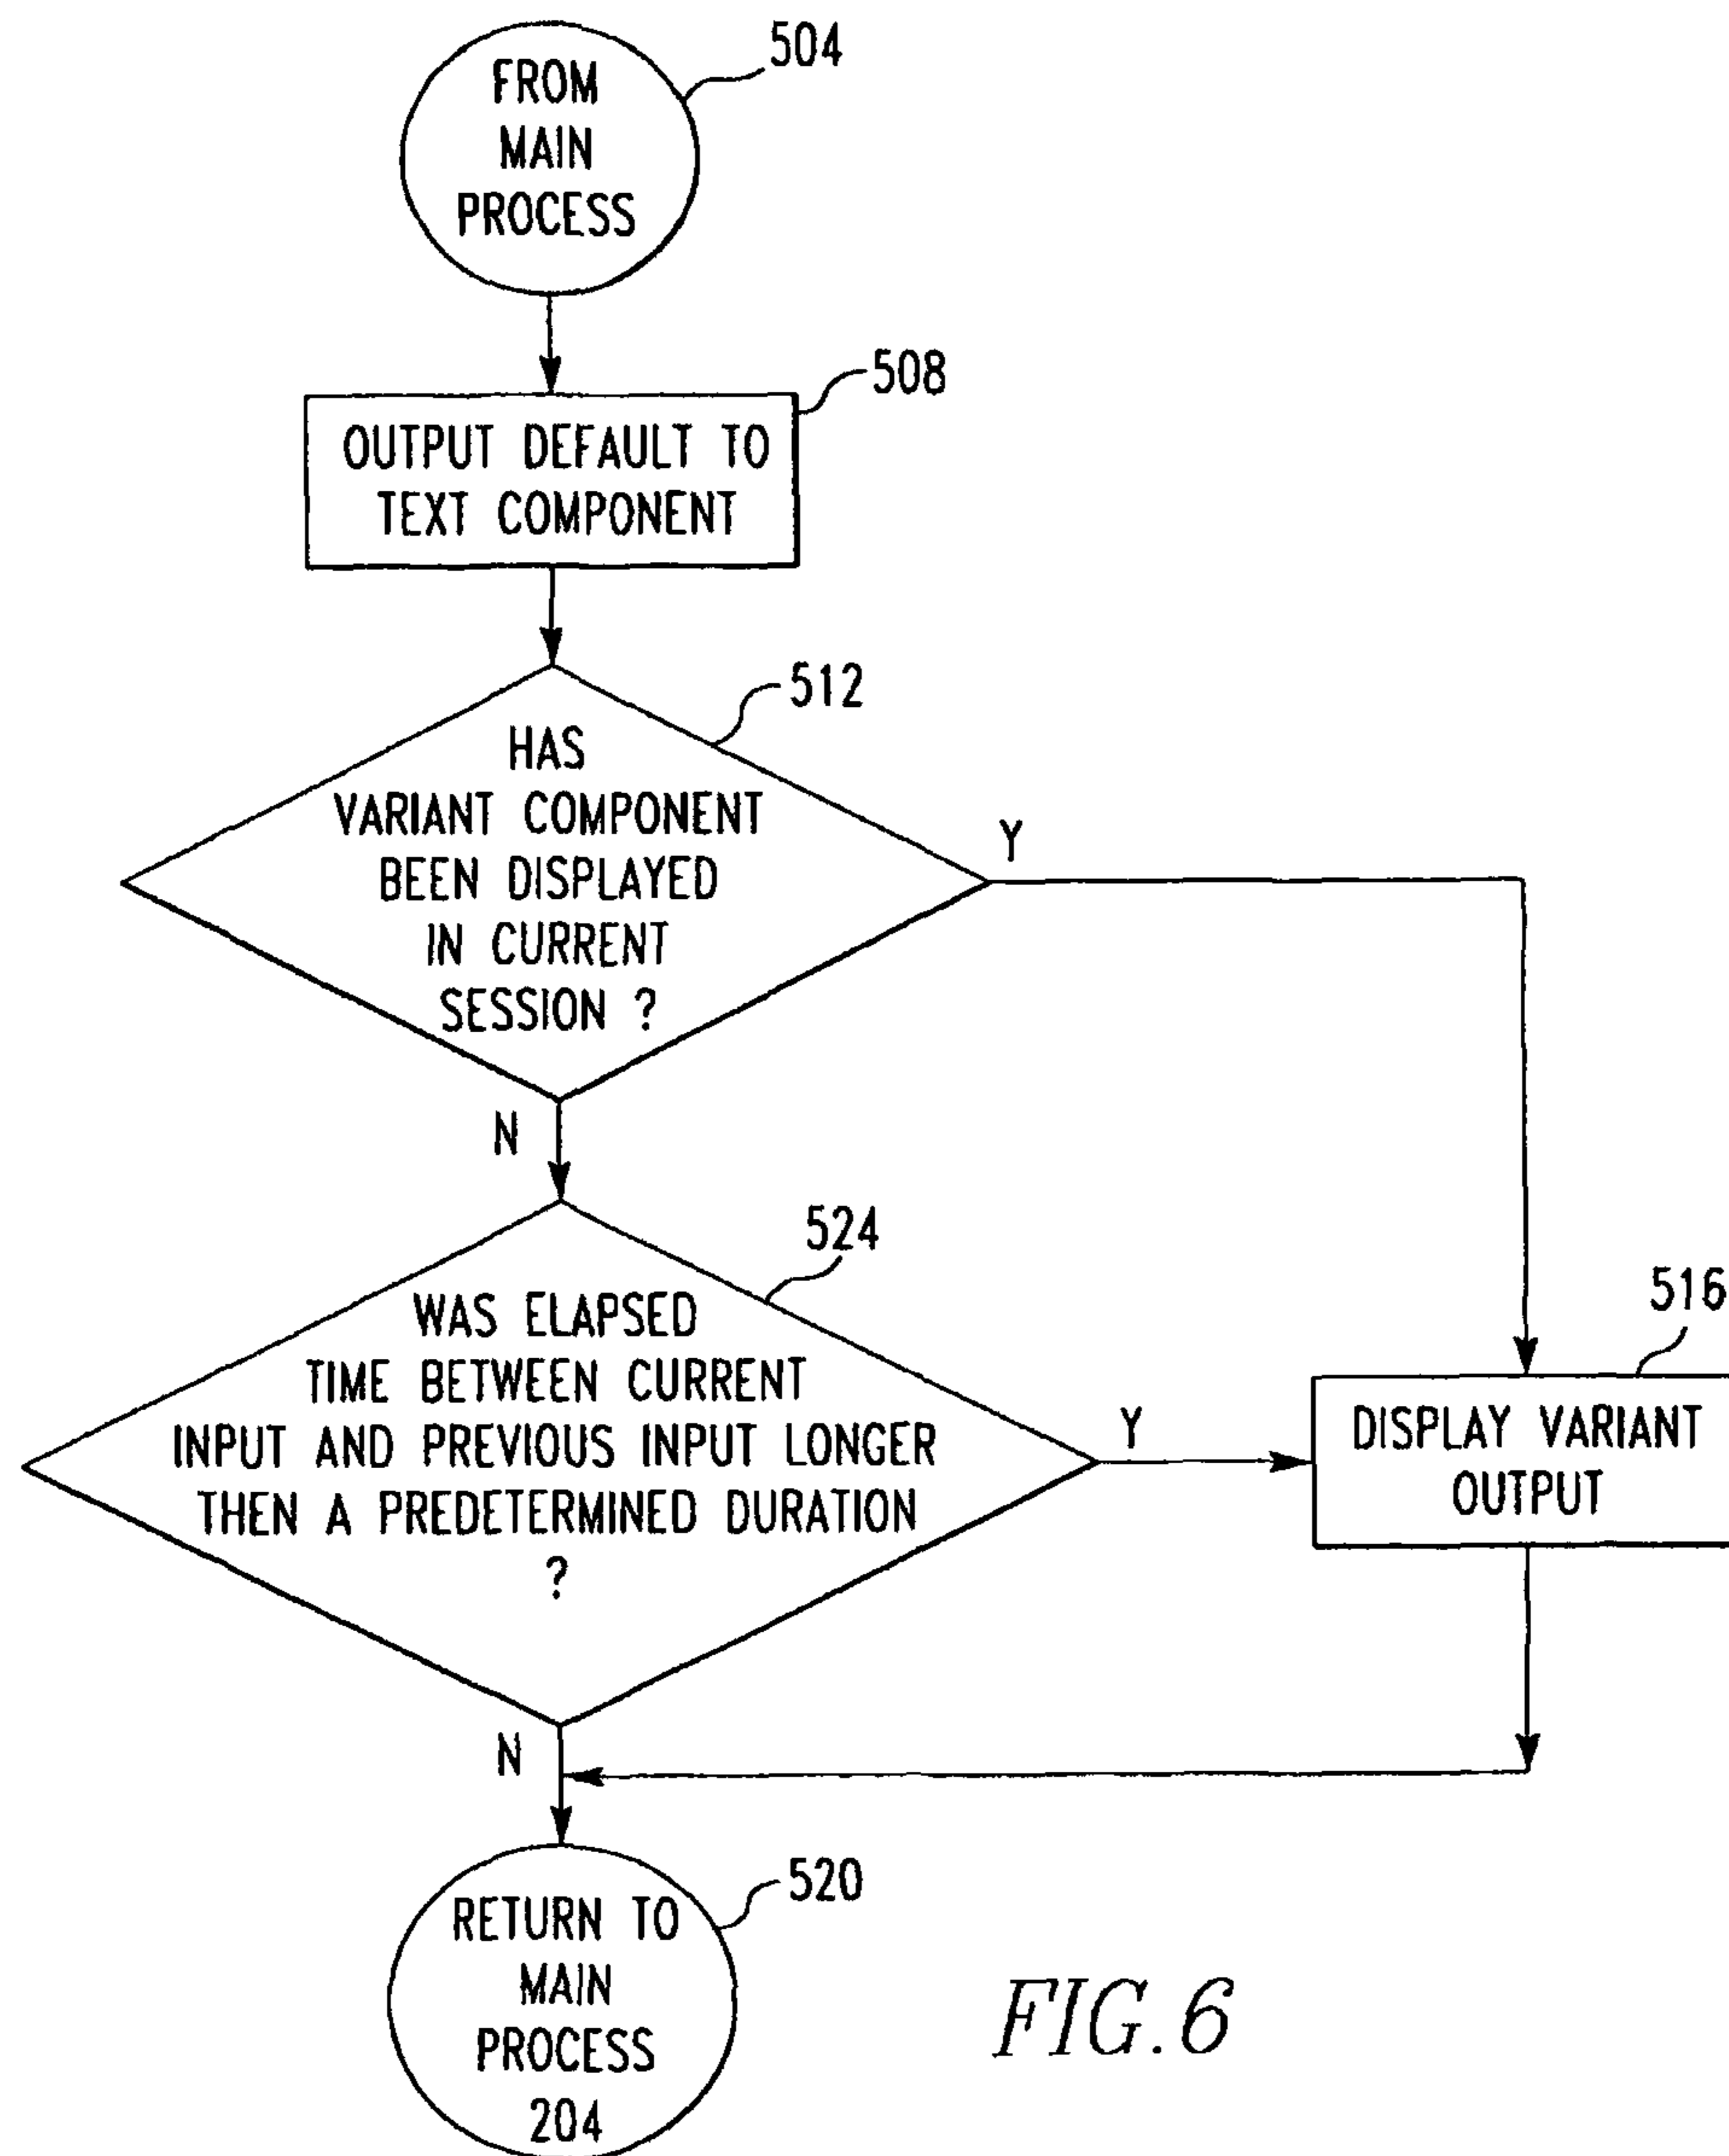 504
FROM
MAIN
PROCESS
508
OUTPUT DEFAULT TO
TEXT COMPONENT
512
HAS
VARIANT COMPONENT
BEEN DISPLAYED
IN CURRENT
SESSION ?
Y
N
524
WAS ELAPSED
TIME BETWEEN CURRENT
INPUT AND PREVIOUS INPUT LONGER
THEN A PREDETERMINED DURATION
?
Y
516
DISPLAY VARIANT
OUTPUT
N
520
RETURN TO
MAIN
PROCESS
204
FIG.6